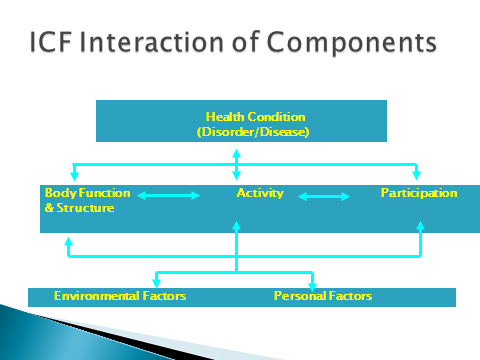 ICF Interaction of Components
Health Condition
(Disorder/Disease)
Body Function
& Structure
Activity
Participation
Environmental Factors
Personal Factors